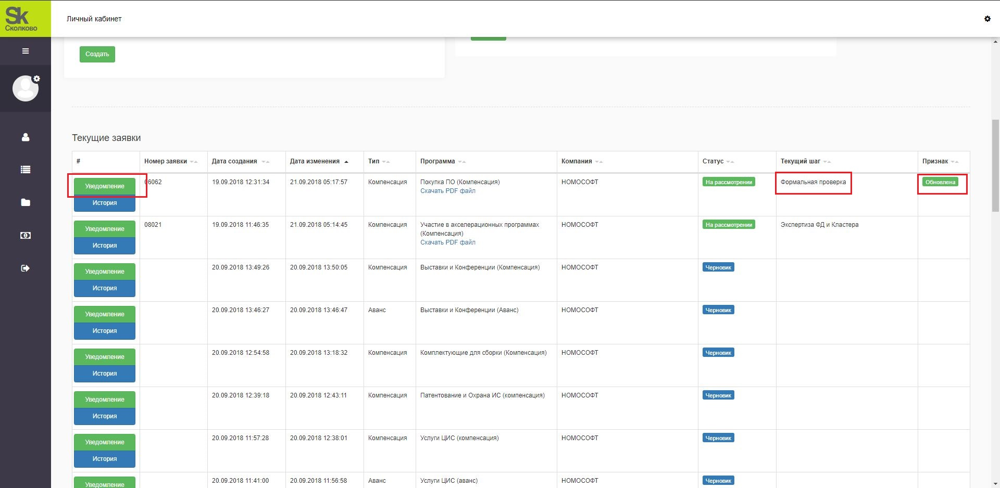 Sk
Сколково
Личный кабинет
Создать
Текущие заявки
# Номер заявки Дата создания Дата изменения Тип Программа Компания Статус Текущий шаг Признак
Уведомление 06062 19.09.2018 12:31:34 21.09.2018 05:17:57 Компенсация Покупка ПО (Компенсация) НОМОСОФТ На рассмотрении Формальная проверка Обновлена
Скачать PDF файл
История
Уведомление 08021 19.09.2018 11:46:35 21.09.2018 05:14:45 Компенсация Участие в акселерационных программах НОМОСОФТ На рассмотрении Экспертиза ФД и Кластера
(Компенсация)
История Скачать PDF файл
Уведомление 20.09.2018 13:49:26 20.09.2018 13:50:05 Компенсация Выставки и Конференции (Компенсация) НОМОСОФТ Черновик
История
Уведомление 20.09.2018 13:46:27 20.09.2018 13:46:47 Аванс Выставки и Конференции (Аванс) НОМОСОФТ Черновик
История
Уведомление 20.09.2018 12:54:58 20.09.2018 13:18:32 Компенсация Комплектующие для сборки (Компенсация) НОМОСОФТ Черновик
История
Уведомление 20.09.2018 12:39:18 20.09.2018 12:43:11 Компенсация Патентование и Охрана ИС (компенсация) НОМОСОФТ Черновик
История
Уведомление 20.09.2018 11:57:28 20.09.2018 12:38:01 Компенсация Услуги ЦИС (компенсация) НОМОСОФТ Черновик
История
Уведомление 20.09.2018 11:41:00 20.09.2018 11:56:58 Аванс Услуги ЦИС (аванс) НОМОСОФТ Черновик